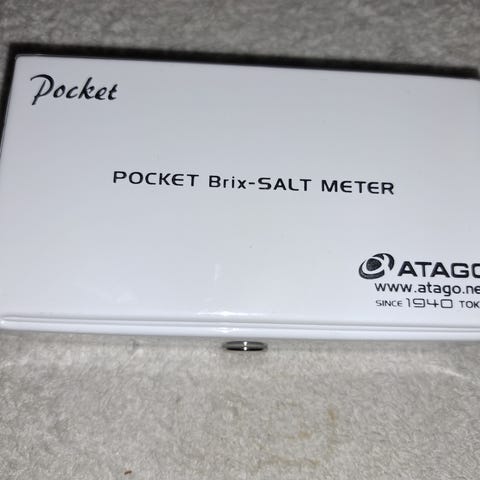 Pocket
POCKET Brix-SALT METER
ATAGO
www.atago.ne
SINCE 1940 TOK